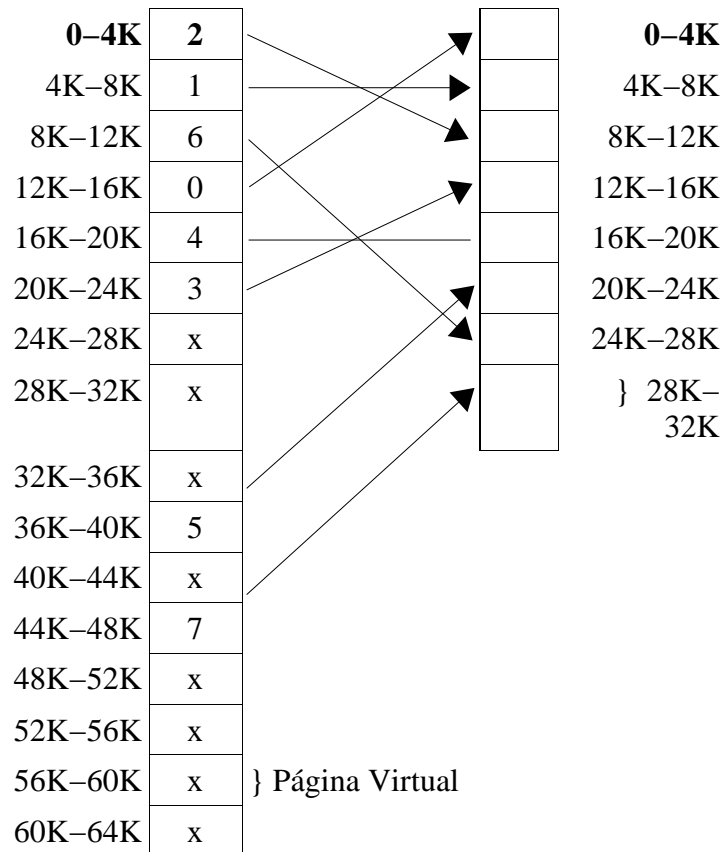 0–4K 2 0–4K
4K–8K 1 4K–8K
8K–12K 6 8K–12K
12K–16K 0 12K–16K
16K–20K 4 16K–20K
20K–24K 3 20K–24K
24K–28K x 24K–28K
28K–32K x } 28K–
32K
32K–36K x
36K–40K 5
40K–44K x
44K–48K 7
48K–52K x
52K–56K x
56K–60K x } Página Virtual
60K–64K x